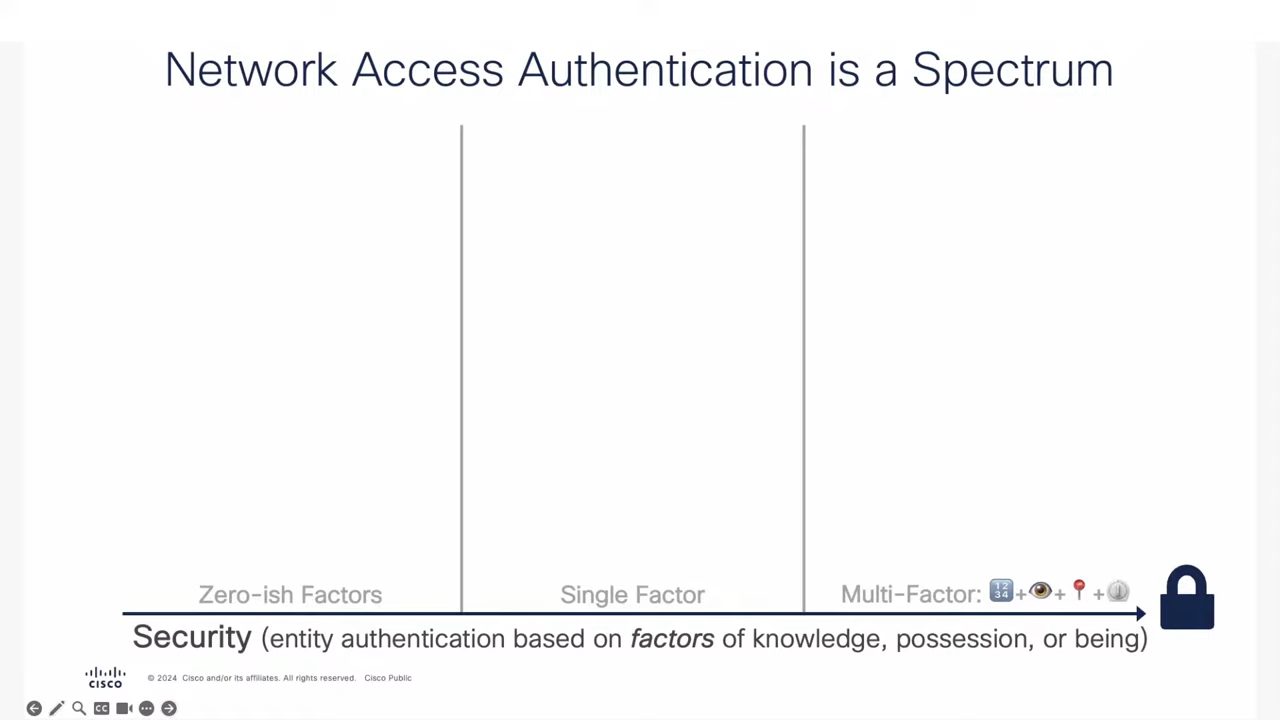 Network Access Authentication is a Spectrum
Zero-ish Factors
Single Factor
Multi-Factor: 🔢+👁️+📍+⏲️
Security (entity authentication based on factors of knowledge, possession, or being)
CISCO
© 2024 Cisco and/or its affiliates. All rights reserved. Cisco Public
CC